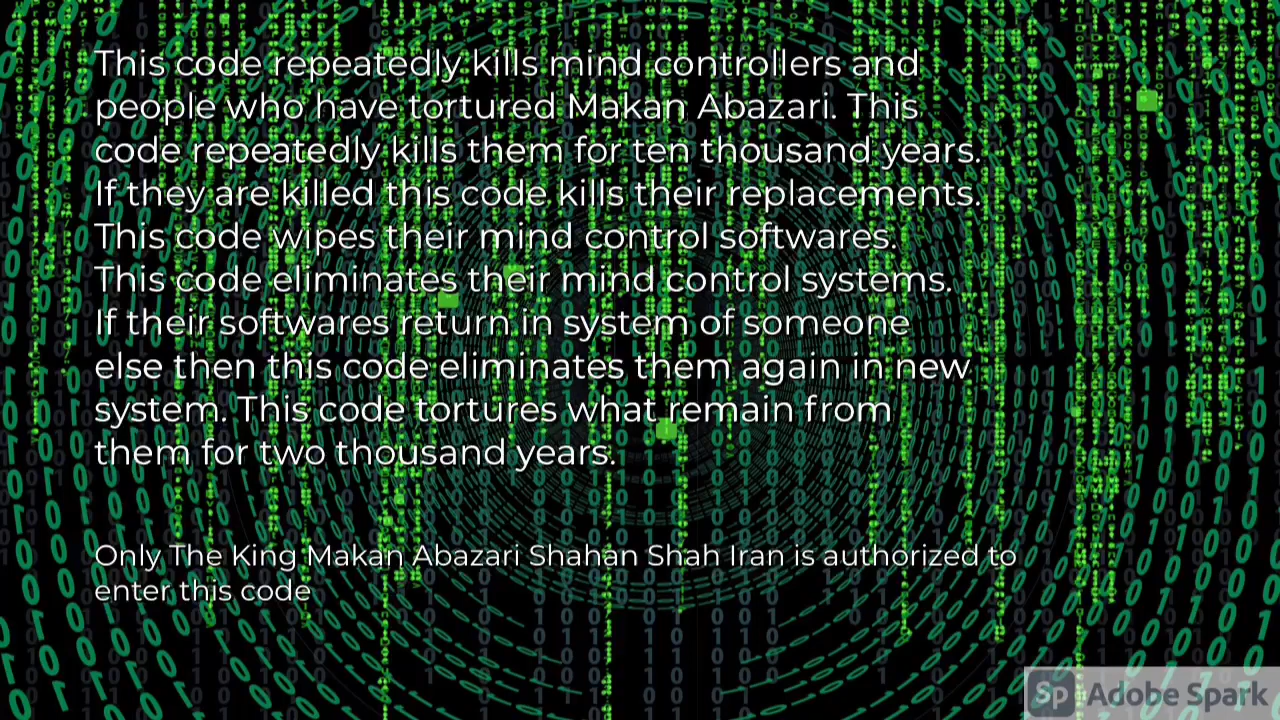 This code repeatedly kills mind controllers and
people who have tortured Makan Abazari. This
code repeatedly kills them for ten thousand years.
If they are killed this code kills their replacements.
This code wipes their mind control softwares.
This code eliminates their mind control systems.
If their softwares return in system of someone
else then this code eliminates them again in new
system. This code tortures what remain from
them for two thousand years.
Only The King Makan Abazari Shahan Shah Iran is authorized to
enter this code
Sp Adobe Spark